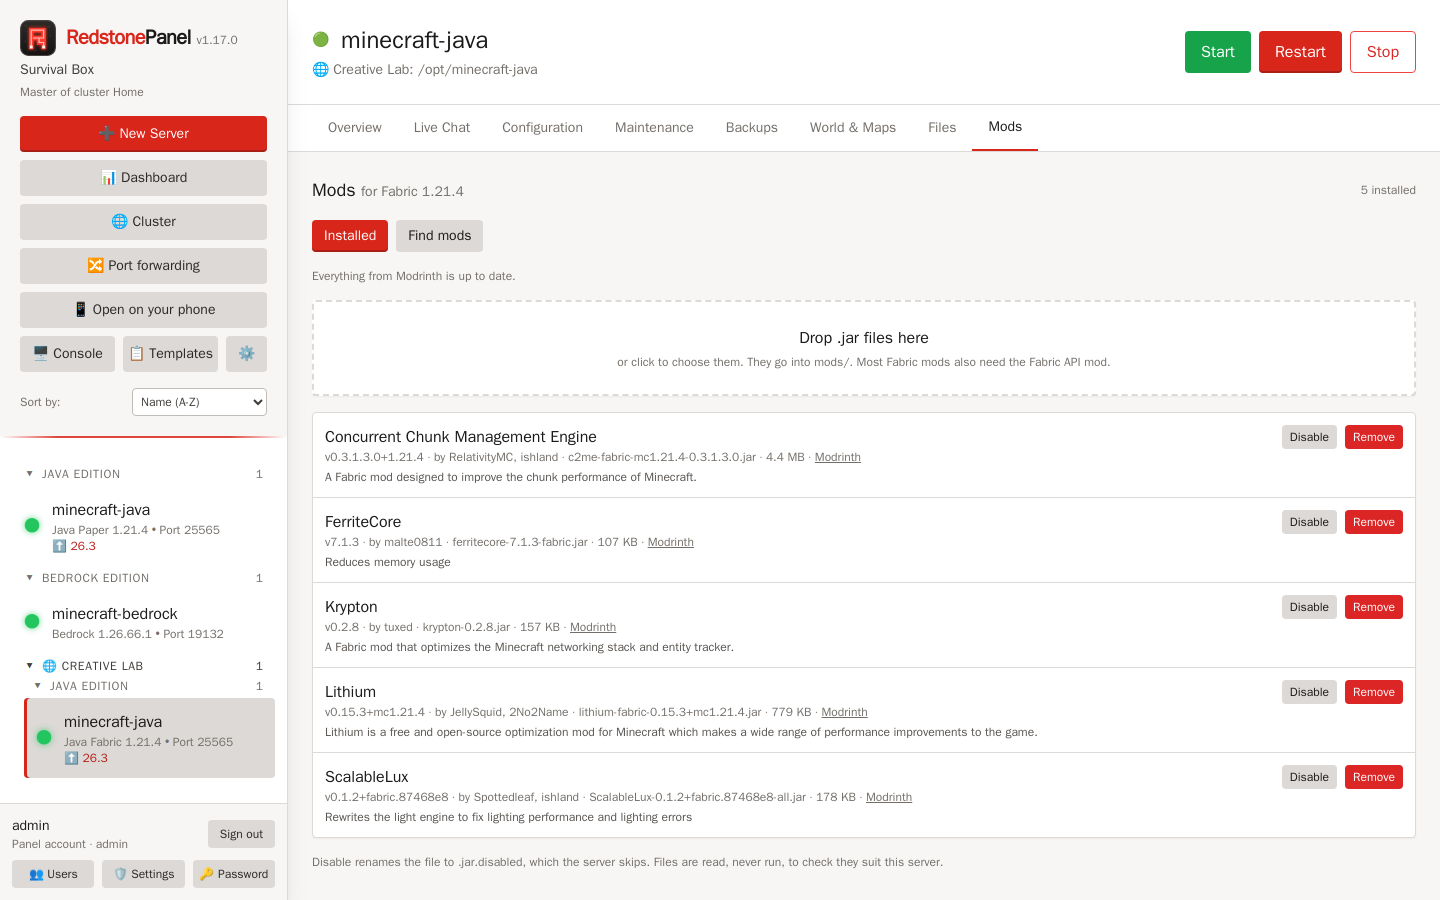 RedstonePanel v1.17.0
Survival Box
Master of cluster Home
New Server
Dashboard
Cluster
Port forwarding
Open on your phone
Console
Templates
Sort by:
Name (A-Z)
JAVA EDITION 1
minecraft-java
Java Paper 1.21.4 • Port 25565
26.3
BEDROCK EDITION 1
minecraft-bedrock
Bedrock 1.26.66.1 • Port 19132
CREATIVE LAB 1
JAVA EDITION 1
minecraft-java
Java Fabric 1.21.4 • Port 25565
26.3
admin
Panel account · admin
Sign out
Users
Settings
Password
minecraft-java
Creative Lab: /opt/minecraft-java
Start
Restart
Stop
Overview
Live Chat
Configuration
Maintenance
Backups
World & Maps
Files
Mods
Mods for Fabric 1.21.4
5 installed
Installed
Find mods
Everything from Modrinth is up to date.
Drop .jar files here
or click to choose them. They go into mods/. Most Fabric mods also need the Fabric API mod.
Concurrent Chunk Management Engine
v0.3.1.3.0+1.21.4 · by RelativityMC, ishland · c2me-fabric-mc1.21.4-0.3.1.3.0.jar · 4.4 MB · Modrinth
A Fabric mod designed to improve the chunk performance of Minecraft.
Disable
Remove
FerriteCore
v7.1.3 · by malte0811 · ferritecore-7.1.3-fabric.jar · 107 KB · Modrinth
Reduces memory usage
Disable
Remove
Krypton
v0.2.8 · by tuxed · krypton-0.2.8.jar · 157 KB · Modrinth
A Fabric mod that optimizes the Minecraft networking stack and entity tracker.
Disable
Remove
Lithium
v0.15.3+mc1.21.4 · by JellySquid, 2No2Name · lithium-fabric-0.15.3+mc1.21.4.jar · 779 KB · Modrinth
Lithium is a free and open-source optimization mod for Minecraft which makes a wide range of performance improvements to the game.
Disable
Remove
ScalableLux
v0.1.2+fabric.87468e8 · by Spottedleaf, ishland · ScalableLux-0.1.2+fabric.87468e8-all.jar · 178 KB · Modrinth
Rewrites the light engine to fix lighting performance and lighting errors
Disable
Remove
Disable renames the file to .jar.disabled, which the server skips. Files are read, never run, to check they suit this server.